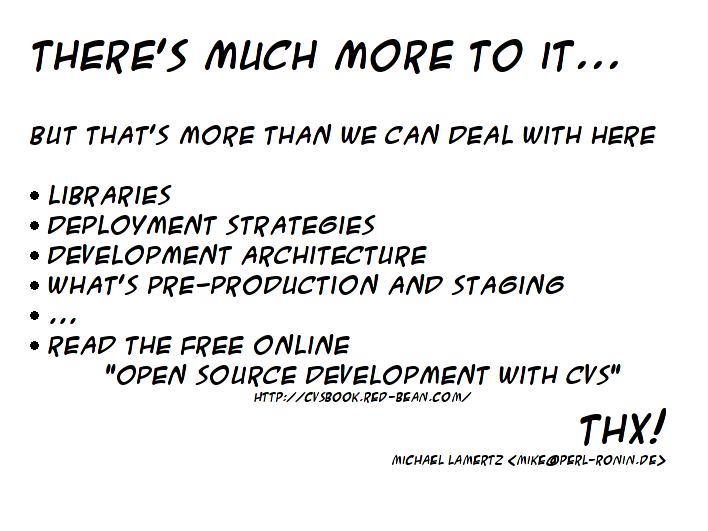 THERE'S MUCH MORE TO IT...
BUT THAT'S MORE THAN WE CAN DEAL WITH HERE
• LIBRARIES
• DEPLOYMENT STRATEGIES
• DEVELOPMENT ARCHITECTURE
• WHAT'S PRE-PRODUCTION AND STAGING
• ...
• READ THE FREE ONLINE
"OPEN SOURCE DEVELOPMENT WITH CVS"
HTTP://CVSBOOK.RED-BEAN.COM/
THX!
MICHAEL LAMERTZ <MIKE@PERL-RONIN.DE>